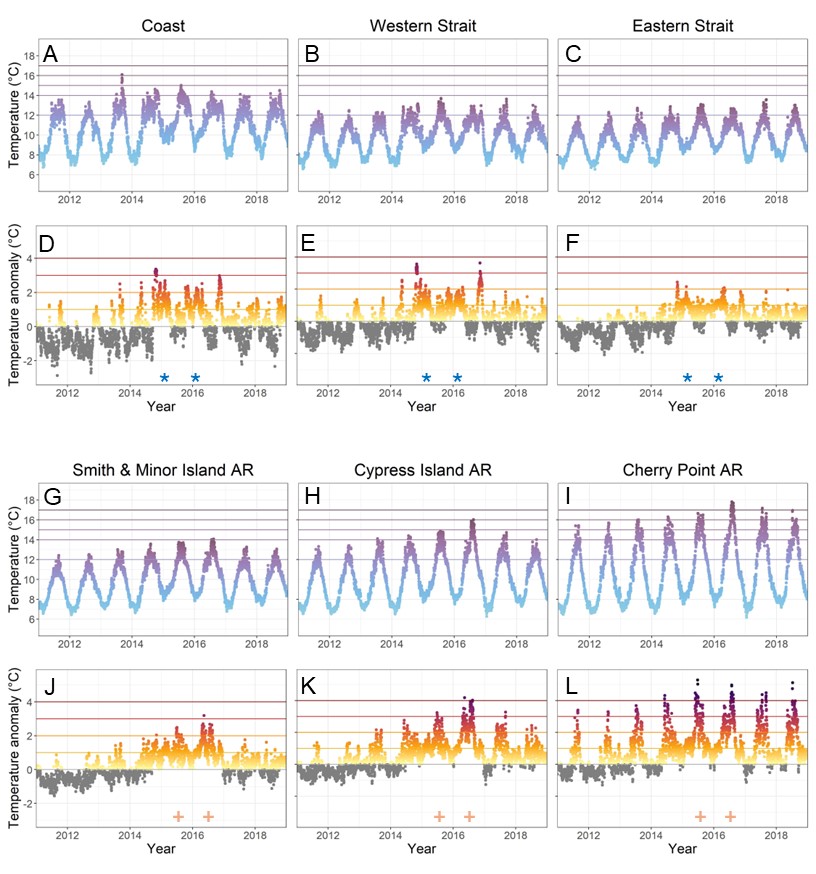 Coast Western Strait Eastern Strait
A B C
Temperature (°C)
18
16
14
12
10
8
6
2012 2014 2016 2018 2012 2014 2016 2018 2012 2014 2016 2018
D E F
Temperature anomaly (°C)
4
2
0
-2
* * * * * *
2012 2014 2016 2018 2012 2014 2016 2018 2012 2014 2016 2018
Year Year Year
Smith & Minor Island AR Cypress Island AR Cherry Point AR
G H I
Temperature (°C)
18
16
14
12
10
8
6
2012 2014 2016 2018 2012 2014 2016 2018 2012 2014 2016 2018
J K L
Temperature anomaly (°C)
4
2
0
-2
+ + + + + +
2012 2014 2016 2018 2012 2014 2016 2018 2012 2014 2016 2018
Year Year Year